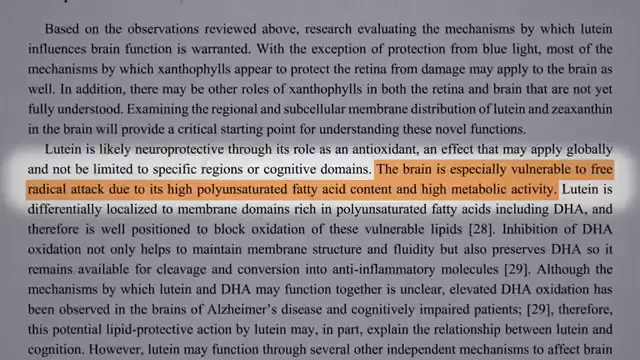 Based on the observations reviewed above, research evaluating the mechanisms by which lutein
influences brain function is warranted. With the exception of protection from blue light, most of the
mechanisms by which xanthophylls appear to protect the retina from damage may apply to the brain as
well. In addition, there may be other roles of xanthophylls in both the retina and brain that are not yet
fully understood. Examining the regional and subcellular membrane distribution of lutein and zeaxanthin
in the brain will provide a critical starting point for understanding these novel functions.
Lutein is likely neuroprotective through its role as an antioxidant, an effect that may apply globally
and not be limited to specific regions or cognitive domains. The brain is especially vulnerable to free
radical attack due to its high polyunsaturated fatty acid content and high metabolic activity. Lutein is
differentially localized to membrane domains rich in polyunsaturated fatty acids including DHA, and
therefore is well positioned to block oxidation of these vulnerable lipids [28]. Inhibition of DHA
oxidation not only helps to maintain membrane structure and fluidity but also preserves DHA so it
remains available for cleavage and conversion into anti-inflammatory molecules [29]. Although the
mechanisms by which lutein and DHA may function together is unclear, elevated DHA oxidation has
been observed in the brains of Alzheimer's disease and cognitively impaired patients; [29], therefore,
this potential lipid-protective action by lutein may, in part, explain the relationship between lutein and
cognition. However, lutein may function through several other independent mechanisms to affect brain